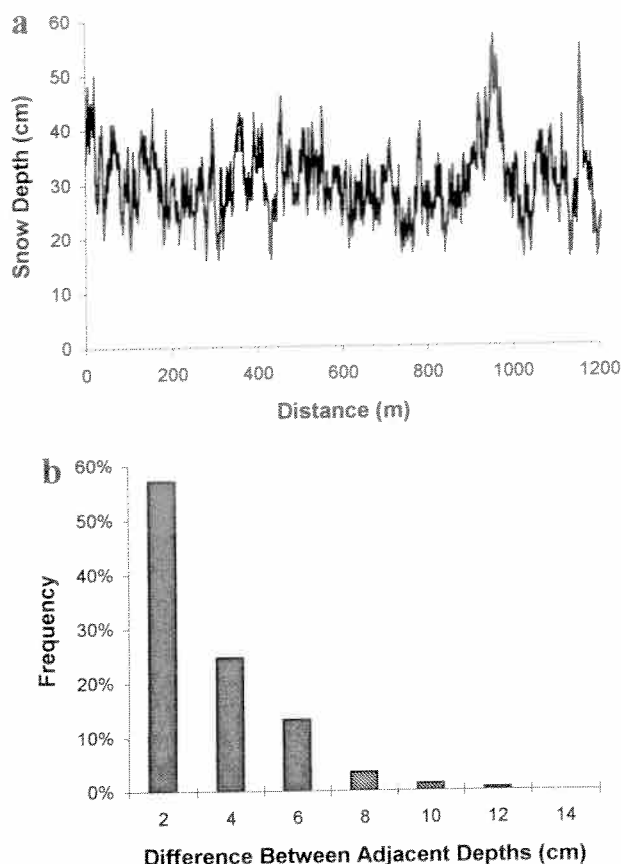 a
Snow Depth (cm)
60
50
40
30
20
10
0
0 200 400 600 800 1000 1200
Distance (m)
b
Frequency
60%
50%
40%
30%
20%
10%
0%
2 4 6 8 10 12 14
Difference Between Adjacent Depths (cm)